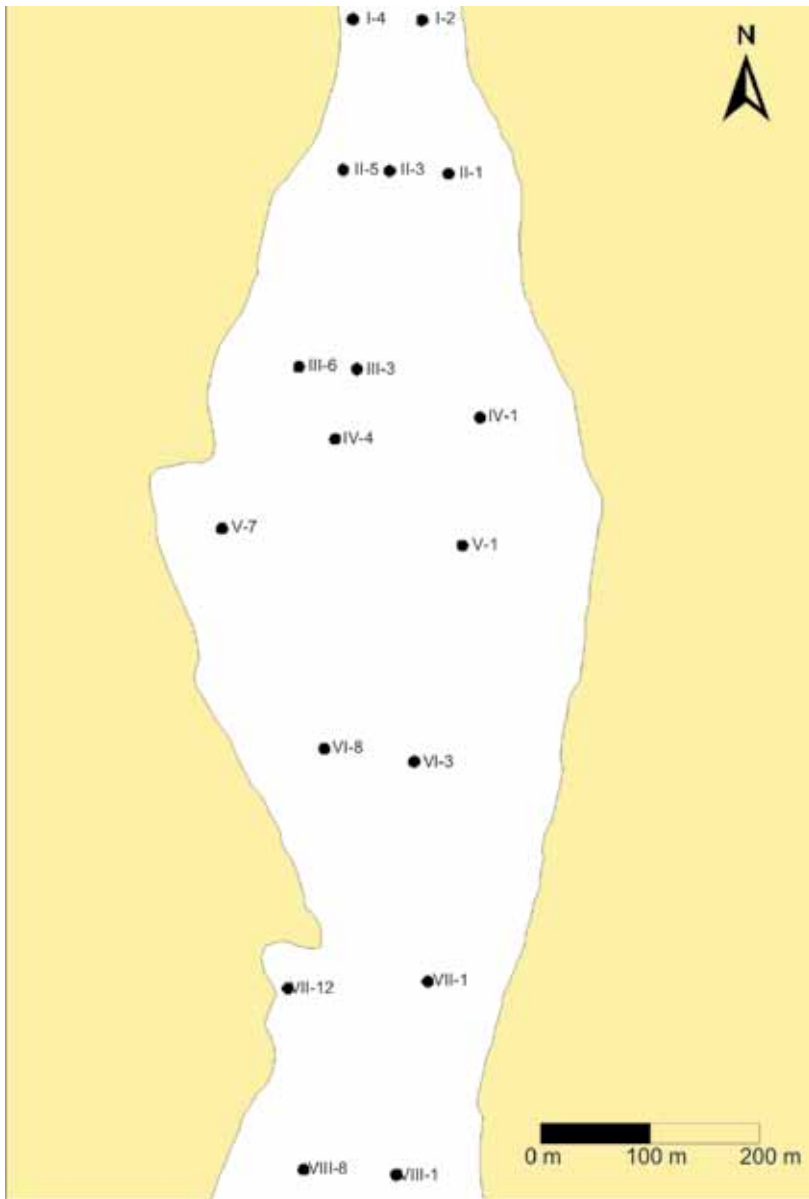 I-4 I-2
N
II-5 II-3 II-1
III-6 III-3
IV-1
IV-4
V-7
V-1
VI-8
VI-3
VII-1
VII-12
0 m 100 m 200 m
VIII-8 VIII-1